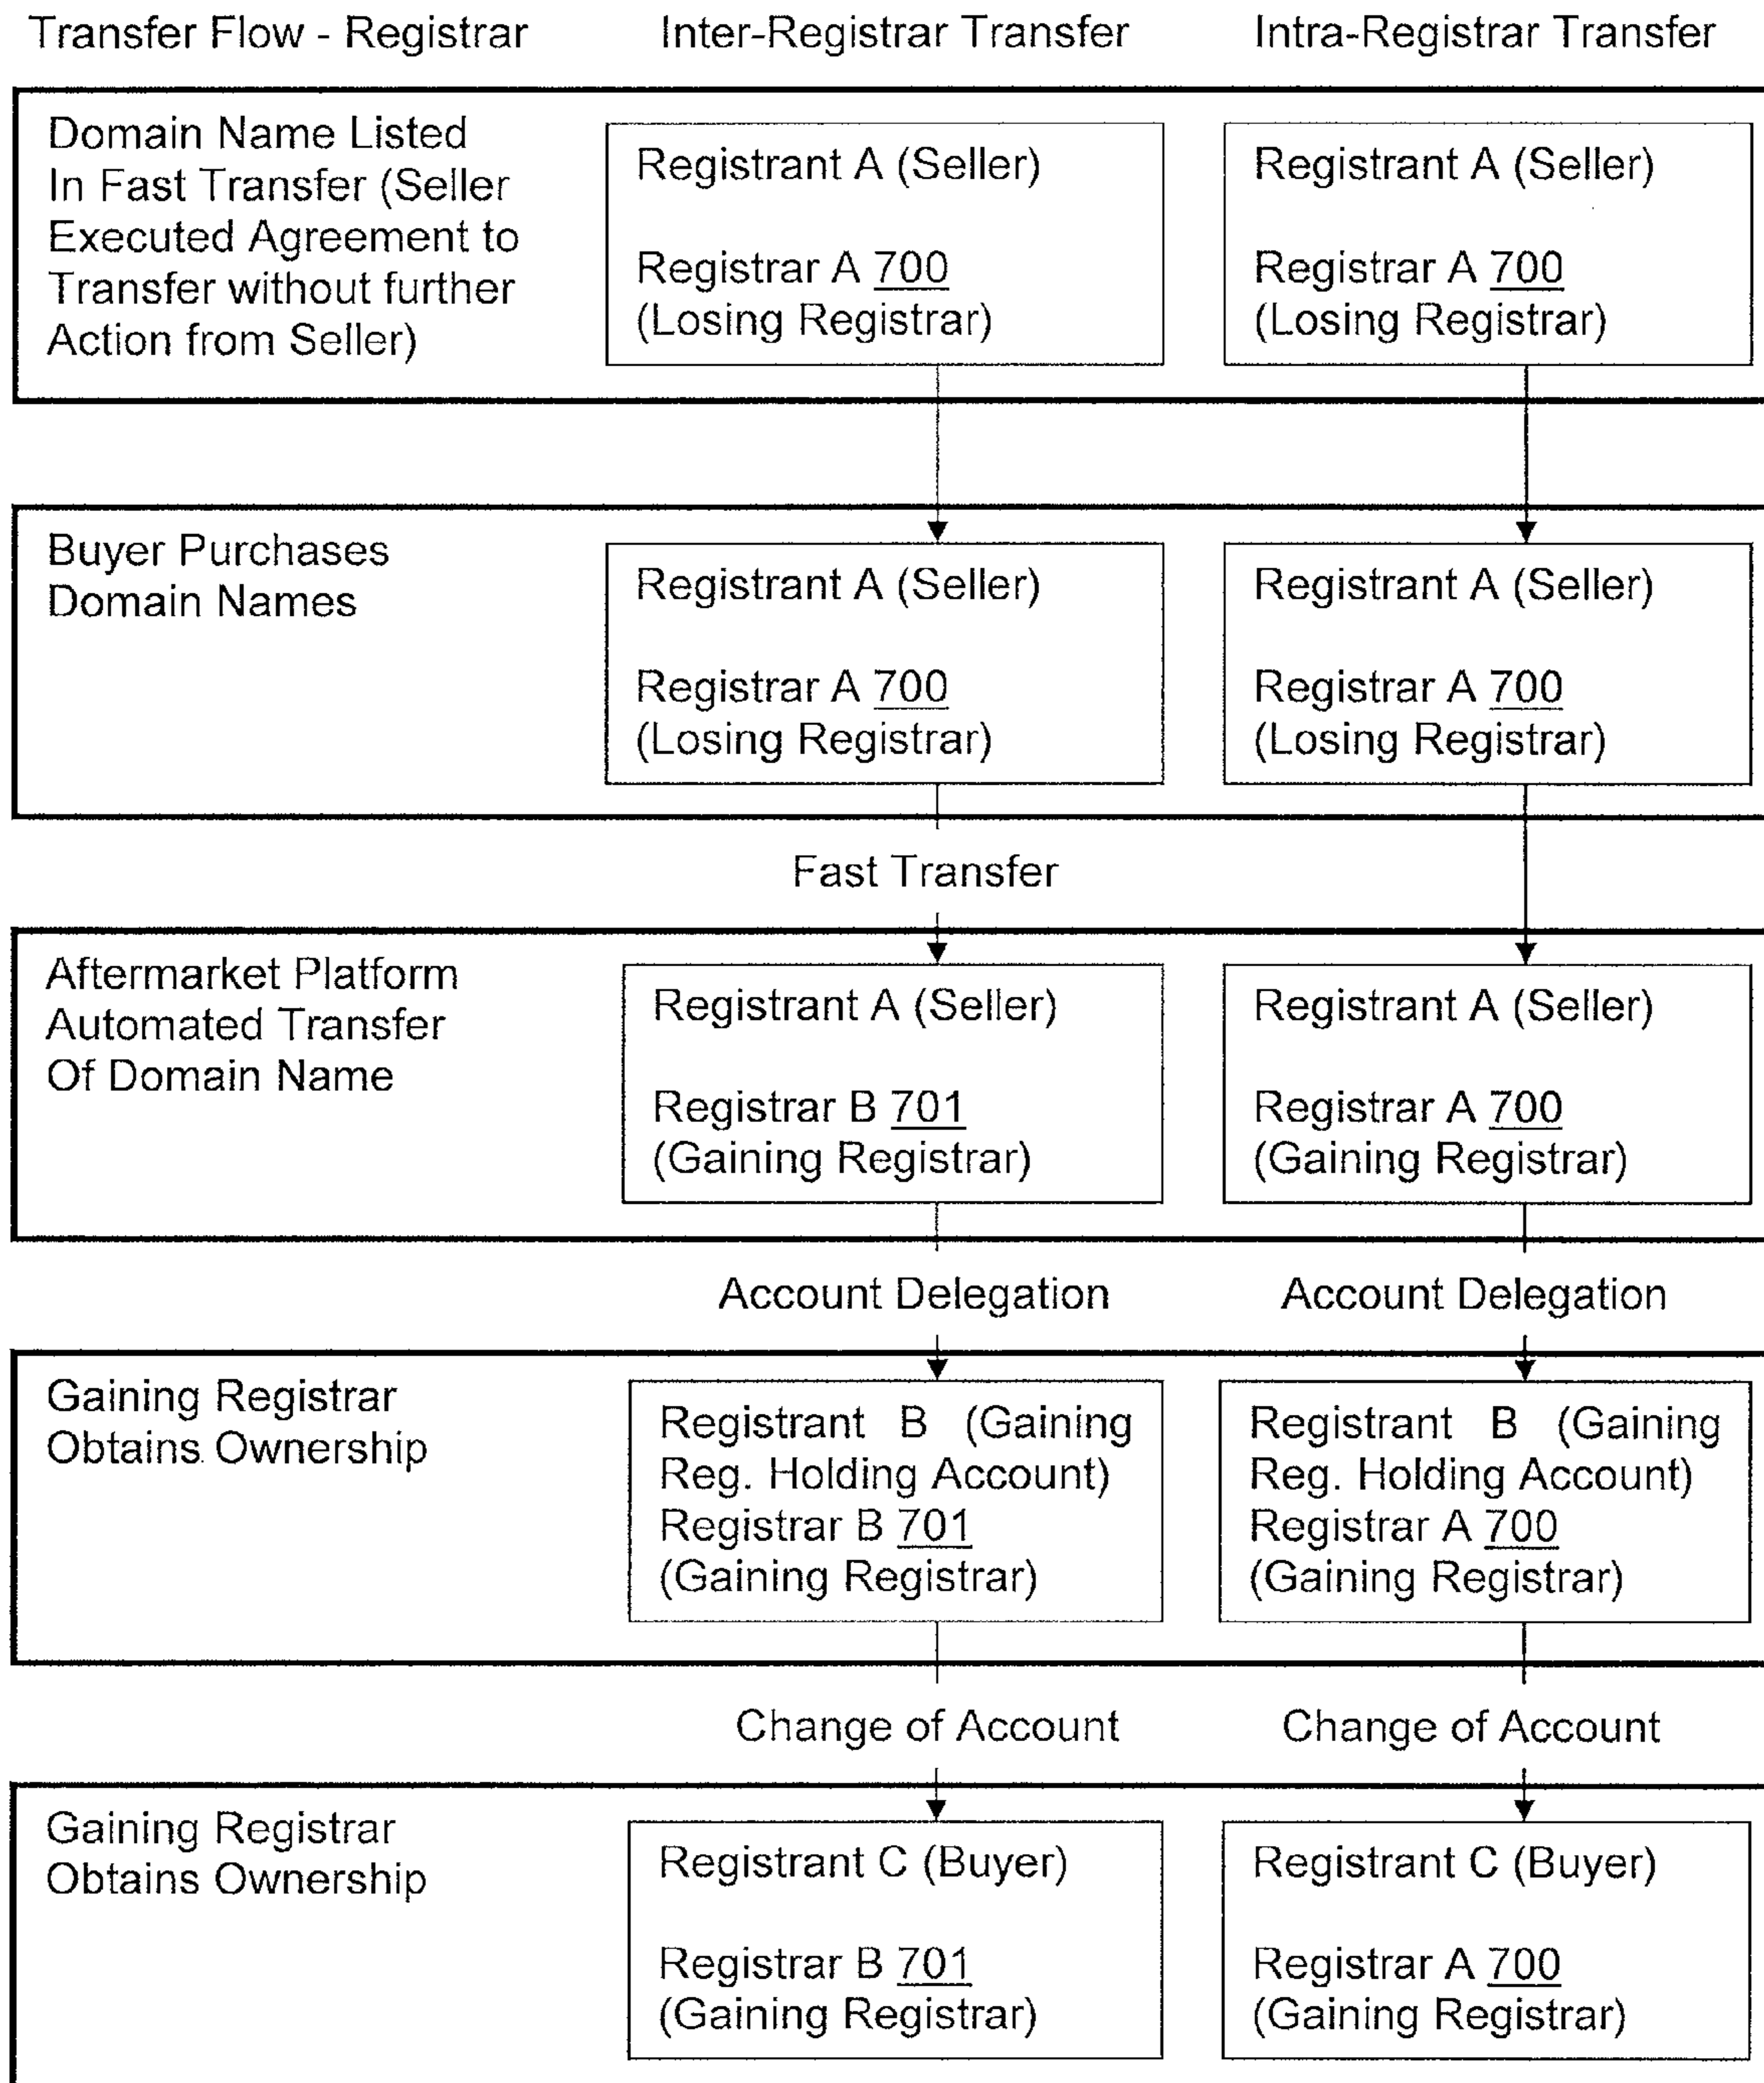 Transfer Flow - Registrar
Inter-Registrar Transfer
Intra-Registrar Transfer
Domain Name Listed
In Fast Transfer (Seller
Executed Agreement to
Transfer without further
Action from Seller)
Registrant A (Seller)
Registrar A 700
(Losing Registrar)
Registrant A (Seller)
Registrar A 700
(Losing Registrar)
Buyer Purchases
Domain Names
Registrant A (Seller)
Registrar A 700
(Losing Registrar)
Registrant A (Seller)
Registrar A 700
(Losing Registrar)
Fast Transfer
Aftermarket Platform
Automated Transfer
Of Domain Name
Registrant A (Seller)
Registrar B 701
(Gaining Registrar)
Registrant A (Seller)
Registrar A 700
(Gaining Registrar)
Account Delegation
Account Delegation
Gaining Registrar
Obtains Ownership
Registrant B (Gaining
Reg. Holding Account)
Registrar B 701
(Gaining Registrar)
Registrant B (Gaining
Reg. Holding Account)
Registrar A 700
(Gaining Registrar)
Change of Account
Change of Account
Gaining Registrar
Obtains Ownership
Registrant C (Buyer)
Registrar B 701
(Gaining Registrar)
Registrant C (Buyer)
Registrar A 700
(Gaining Registrar)